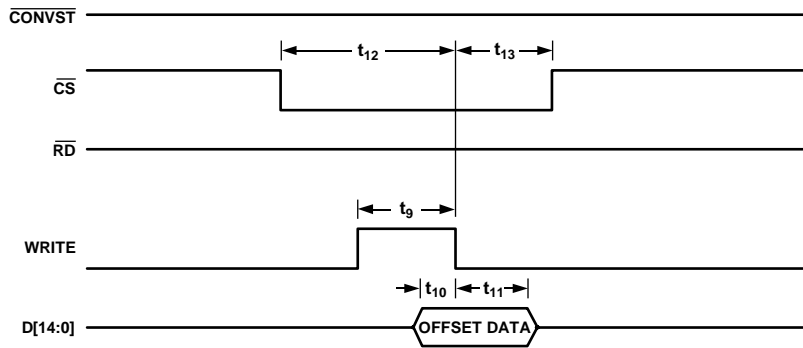 CONVST
t12 t13
CS
RD
t9
WRITE
t10 t11
D[14:0] OFFSET DATA